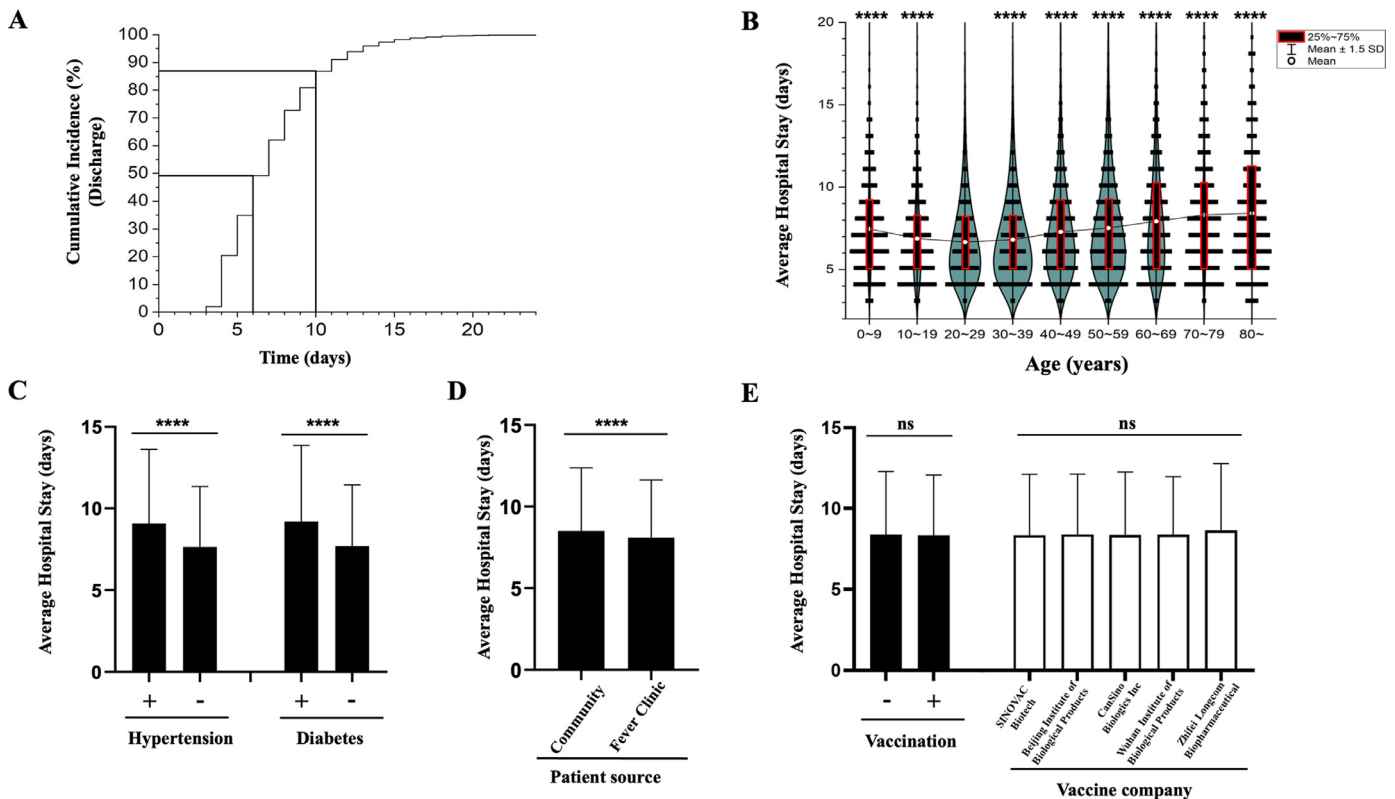 A
Cumulative Incidence (%)
(Discharge)
100
90
80
70
60
50
40
30
20
10
0
0
5
10
15
20
Time (days)
B
Average Hospital Stay (days)
20
15
10
5
**** **** **** **** **** **** **** ****
25%~75%
Mean ± 1.5 SD
Mean
0~9 10~19 20~29 30~39 40~49 50~59 60~69 70~79 80~
Age (years)
C
Average Hospital Stay (days)
15
10
5
0
**** ****
+ - + -
Hypertension Diabetes
D
Average Hospital Stay (days)
15
10
5
0
****
Community
Fever Clinic
Patient source
E
Average Hospital Stay (days)
15
10
5
0
ns ns
- +
Vaccination
SINOVAC
Biotech
Beijing Institute of
Biological Products
CanSino
Biologics Inc
Wuhan Institute of
Biological Products
Zhifei Longcom
Biopharmaceutical
Vaccine company